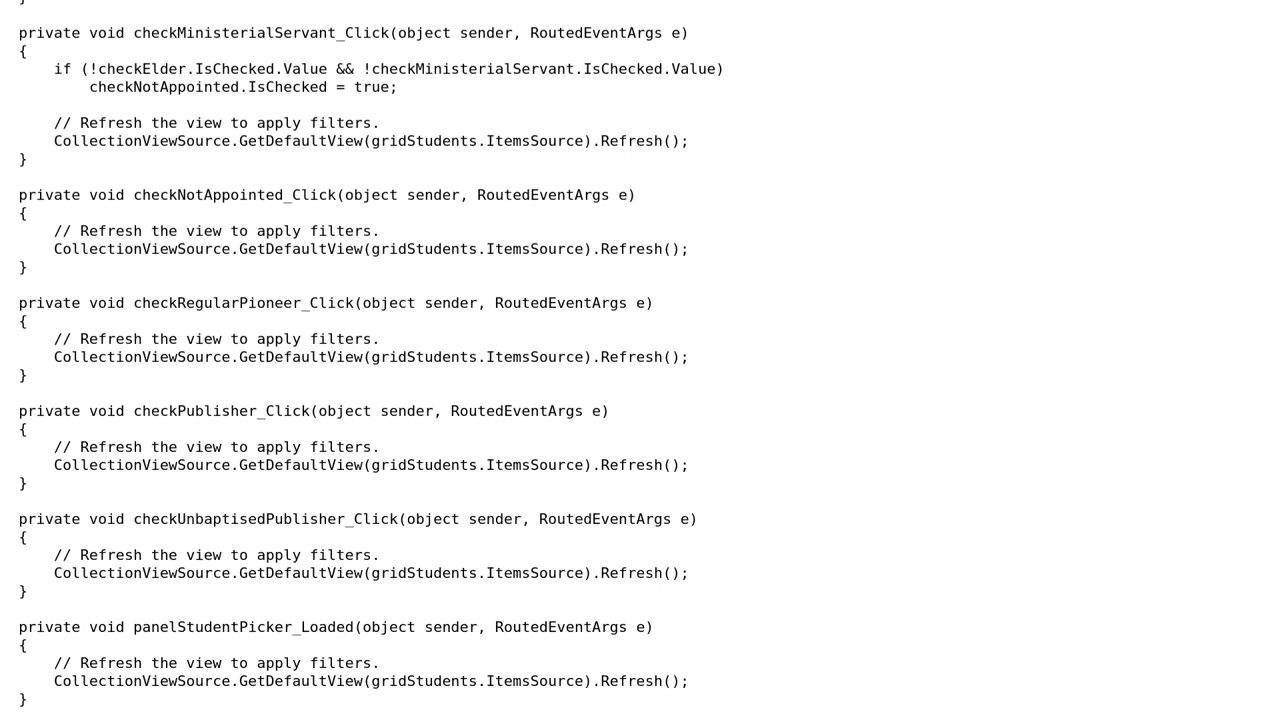 }
private void checkMinisterialServant_Click(object sender, RoutedEventArgs e)
{
    if (!checkElder.IsChecked.Value && !checkMinisterialServant.IsChecked.Value)
        checkNotAppointed.IsChecked = true;

    // Refresh the view to apply filters.
    CollectionViewSource.GetDefaultView(gridStudents.ItemsSource).Refresh();
}

private void checkNotAppointed_Click(object sender, RoutedEventArgs e)
{
    // Refresh the view to apply filters.
    CollectionViewSource.GetDefaultView(gridStudents.ItemsSource).Refresh();
}

private void checkRegularPioneer_Click(object sender, RoutedEventArgs e)
{
    // Refresh the view to apply filters.
    CollectionViewSource.GetDefaultView(gridStudents.ItemsSource).Refresh();
}

private void checkPublisher_Click(object sender, RoutedEventArgs e)
{
    // Refresh the view to apply filters.
    CollectionViewSource.GetDefaultView(gridStudents.ItemsSource).Refresh();
}

private void checkUnbaptisedPublisher_Click(object sender, RoutedEventArgs e)
{
    // Refresh the view to apply filters.
    CollectionViewSource.GetDefaultView(gridStudents.ItemsSource).Refresh();
}

private void panelStudentPicker_Loaded(object sender, RoutedEventArgs e)
{
    // Refresh the view to apply filters.
    CollectionViewSource.GetDefaultView(gridStudents.ItemsSource).Refresh();
}